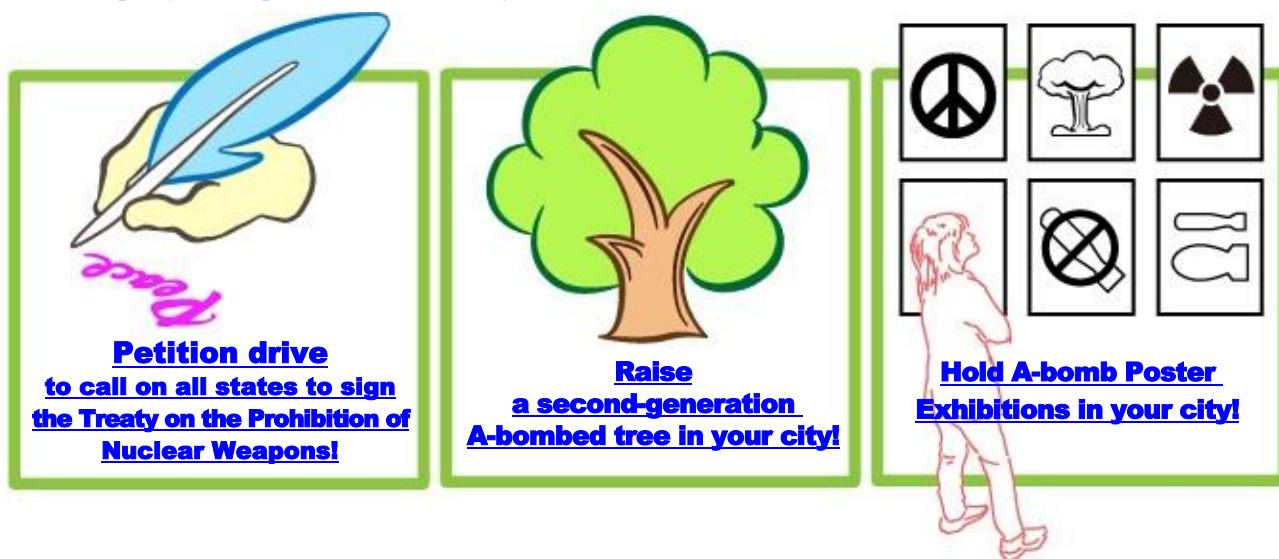 Peace
Petition drive
to call on all states to sign
the Treaty on the Prohibition of
Nuclear Weapons!
Raise
a second-generation
A-bombed tree in your city!
Hold A-bomb Poster
Exhibitions in your city!